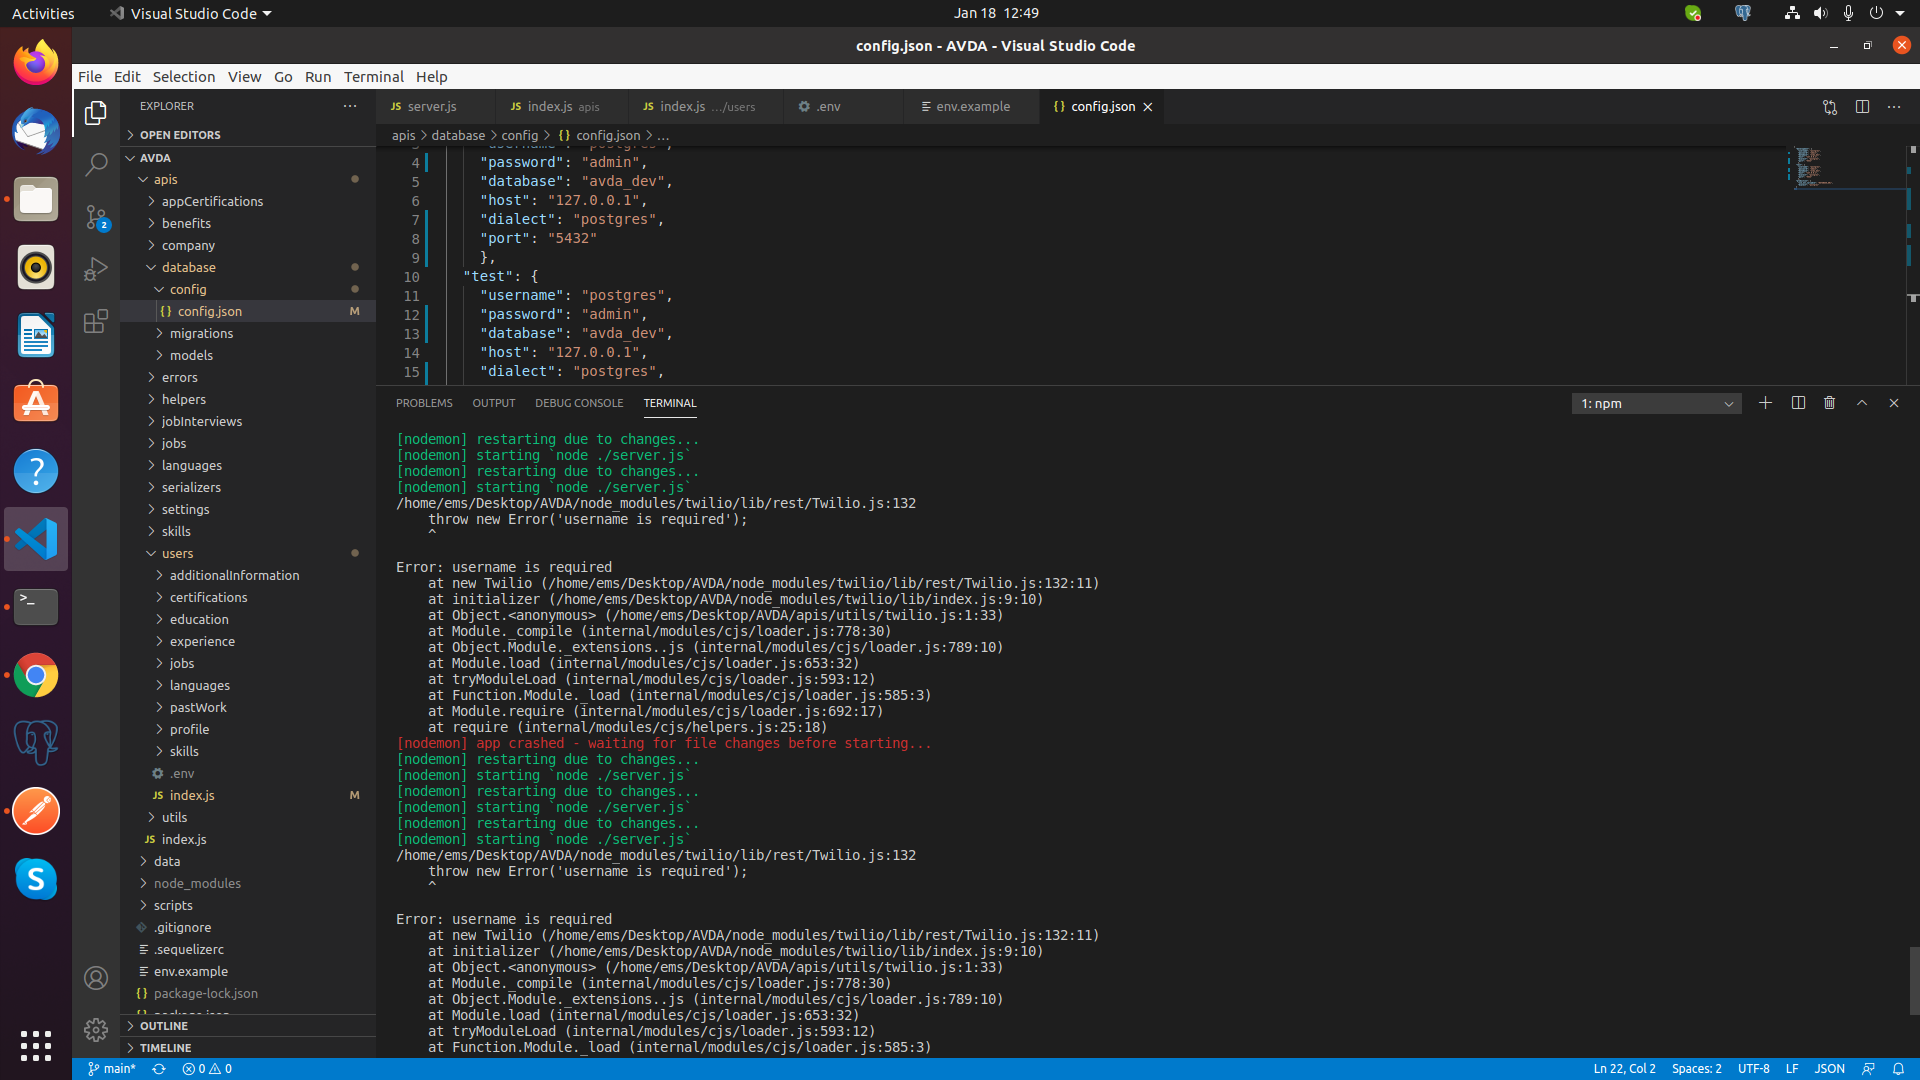 Activities
Visual Studio Code
Jan 18 12:49
config.json - AVDA - Visual Studio Code
File Edit Selection View Go Run Terminal Help
EXPLORER
OPEN EDITORS
AVDA
apis
appCertifications
benefits
company
database
config
{} config.json M
migrations
models
errors
helpers
jobInterviews
jobs
languages
serializers
settings
skills
users
additionalInformation
certifications
education
experience
jobs
languages
pastWork
profile
skills
.env
JS index.js M
utils
JS index.js
data
node_modules
scripts
.gitignore
.sequelizerc
env.example
{} package-lock.json
OUTLINE
TIMELINE
2
JS server.js
JS index.js apis
JS index.js .../users
.env
env.example
{} config.json
apis > database > config > {} config.json > ...
4 "password": "admin",
5 "database": "avda_dev",
6 "host": "127.0.0.1",
7 "dialect": "postgres",
8 "port": "5432"
9 },
10 "test": {
11 "username": "postgres",
12 "password": "admin",
13 "database": "avda_dev",
14 "host": "127.0.0.1",
15 "dialect": "postgres",
PROBLEMS OUTPUT DEBUG CONSOLE TERMINAL
1: npm
[nodemon] restarting due to changes...
[nodemon] starting `node ./server.js`
[nodemon] restarting due to changes...
[nodemon] starting `node ./server.js`
/home/ems/Desktop/AVDA/node_modules/twilio/lib/rest/Twilio.js:132
throw new Error('username is required');
^
Error: username is required
at new Twilio (/home/ems/Desktop/AVDA/node_modules/twilio/lib/rest/Twilio.js:132:11)
at initializer (/home/ems/Desktop/AVDA/node_modules/twilio/lib/index.js:9:10)
at Object.<anonymous> (/home/ems/Desktop/AVDA/apis/utils/twilio.js:1:33)
at Module._compile (internal/modules/cjs/loader.js:778:30)
at Object.Module._extensions..js (internal/modules/cjs/loader.js:789:10)
at Module.load (internal/modules/cjs/loader.js:653:32)
at tryModuleLoad (internal/modules/cjs/loader.js:593:12)
at Function.Module._load (internal/modules/cjs/loader.js:585:3)
at Module.require (internal/modules/cjs/loader.js:692:17)
at require (internal/modules/cjs/helpers.js:25:18)
[nodemon] app crashed - waiting for file changes before starting...
[nodemon] restarting due to changes...
[nodemon] starting `node ./server.js`
[nodemon] restarting due to changes...
[nodemon] starting `node ./server.js`
[nodemon] restarting due to changes...
[nodemon] starting `node ./server.js`
/home/ems/Desktop/AVDA/node_modules/twilio/lib/rest/Twilio.js:132
throw new Error('username is required');
^
Error: username is required
at new Twilio (/home/ems/Desktop/AVDA/node_modules/twilio/lib/rest/Twilio.js:132:11)
at initializer (/home/ems/Desktop/AVDA/node_modules/twilio/lib/index.js:9:10)
at Object.<anonymous> (/home/ems/Desktop/AVDA/apis/utils/twilio.js:1:33)
at Module._compile (internal/modules/cjs/loader.js:778:30)
at Object.Module._extensions..js (internal/modules/cjs/loader.js:789:10)
at Module.load (internal/modules/cjs/loader.js:653:32)
at tryModuleLoad (internal/modules/cjs/loader.js:593:12)
at Function.Module._load (internal/modules/cjs/loader.js:585:3)
main* 0 0
Ln 22, Col 2 Spaces: 2 UTF-8 LF JSON